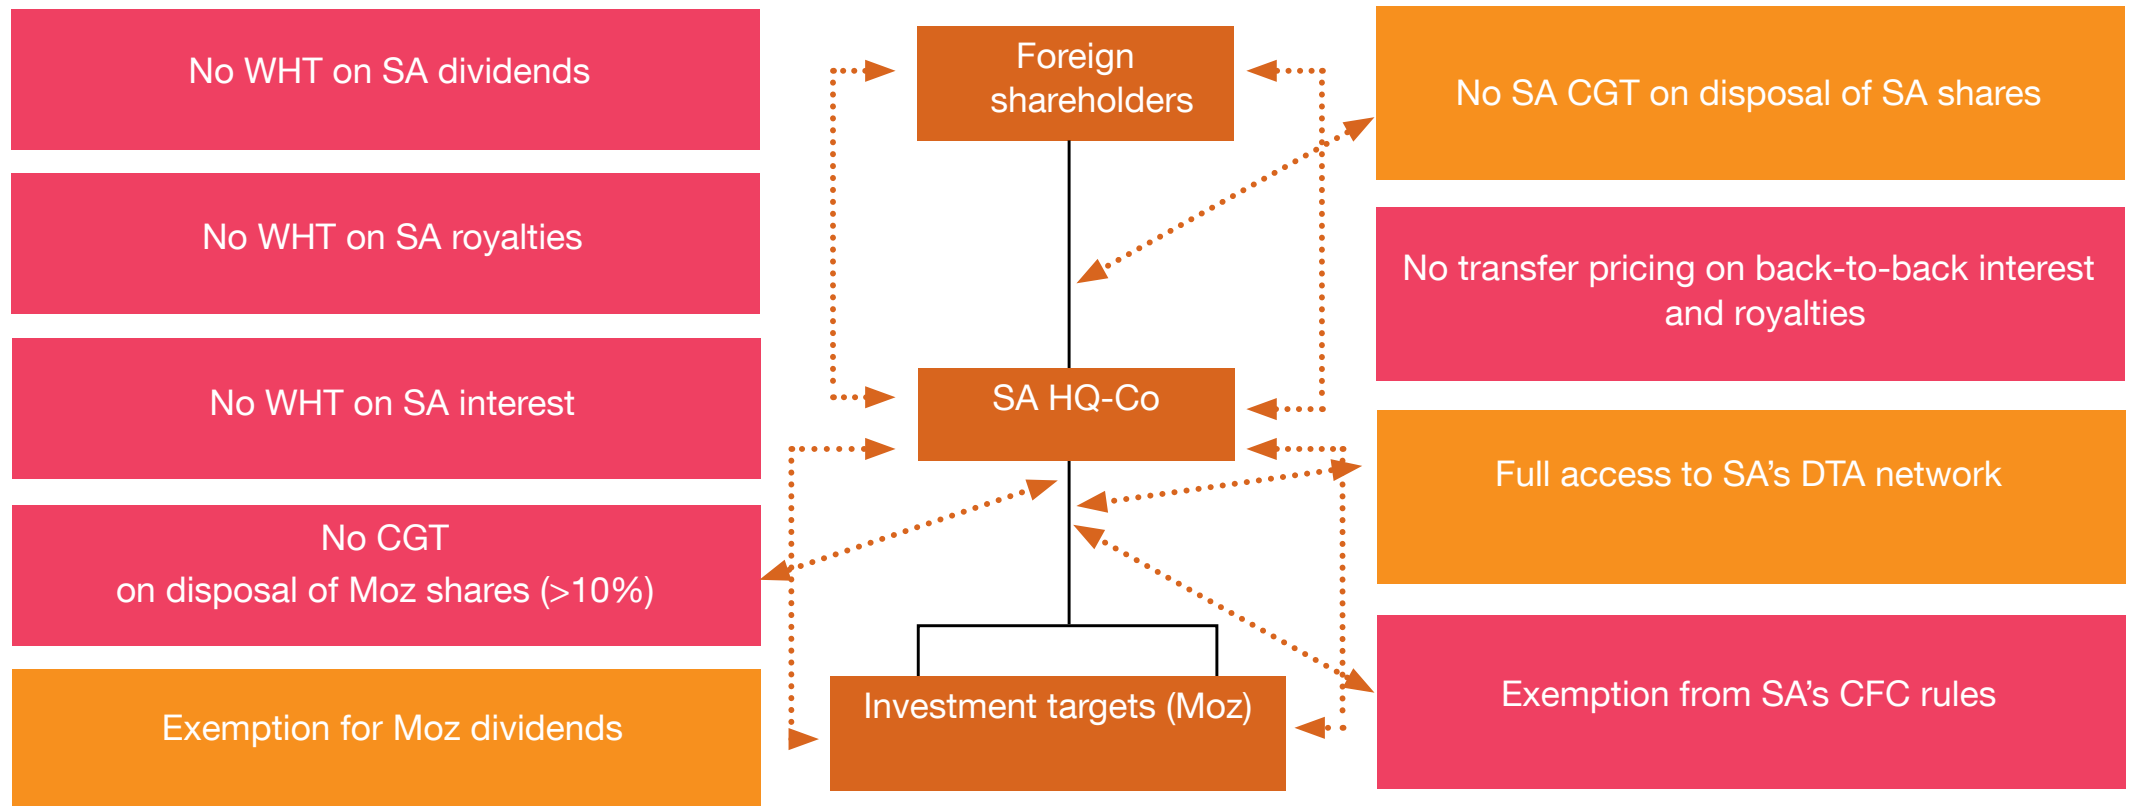 No WHT on SA dividends
No WHT on SA royalties
No WHT on SA interest
No CGT
on disposal of Moz shares (>10%)
Exemption for Moz dividends
Foreign
shareholders
SA HQ-Co
Investment targets (Moz)
No SA CGT on disposal of SA shares
No transfer pricing on back-to-back interest
and royalties
Full access to SA’s DTA network
Exemption from SA’s CFC rules